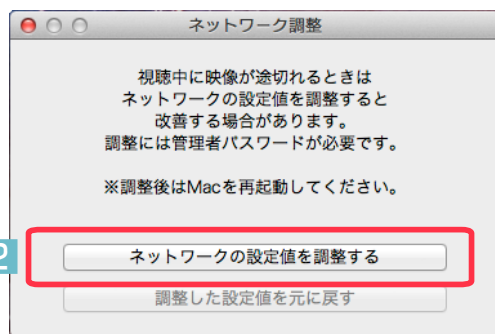 ネットワーク調整
視聴中に映像が途切れるときは
ネットワークの設定値を調整すると
改善する場合があります。
調整には管理者パスワードが必要です。
※調整後はMacを再起動してください。
2
ネットワークの設定値を調整する
調整した設定値を元に戻す